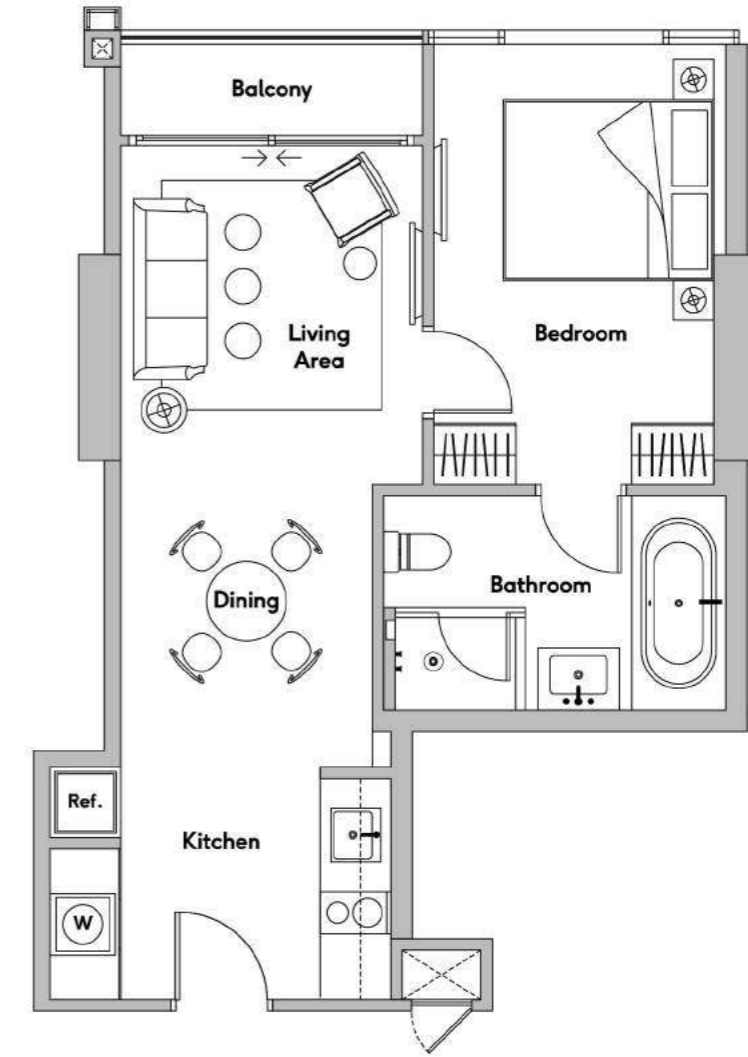 Balcony
Living
Area
Bedroom
Dining
Bathroom
Ref.
Kitchen
W